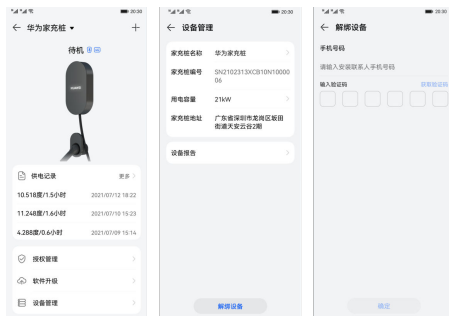 20:30
华为家充桩
待机
供电记录
更多
10.518度/1.5小时
2021/07/12 18:22
11.248度/1.6小时
2021/07/10 15:23
4.288度/0.6小时
2021/07/09 15:14
授权管理
软件升级
设备管理
20:30
设备管理
家充桩名称
华为家充桩
家充桩编号
SN2102313XCB10N10000
06
用电容量
21kW
家充桩地址
广东省深圳市龙岗区坂田
街道天安云谷2期
设备报告
解绑设备
20:30
解绑设备
手机号码
请输入安装联系人手机号码
输入验证码
获取验证码
确定